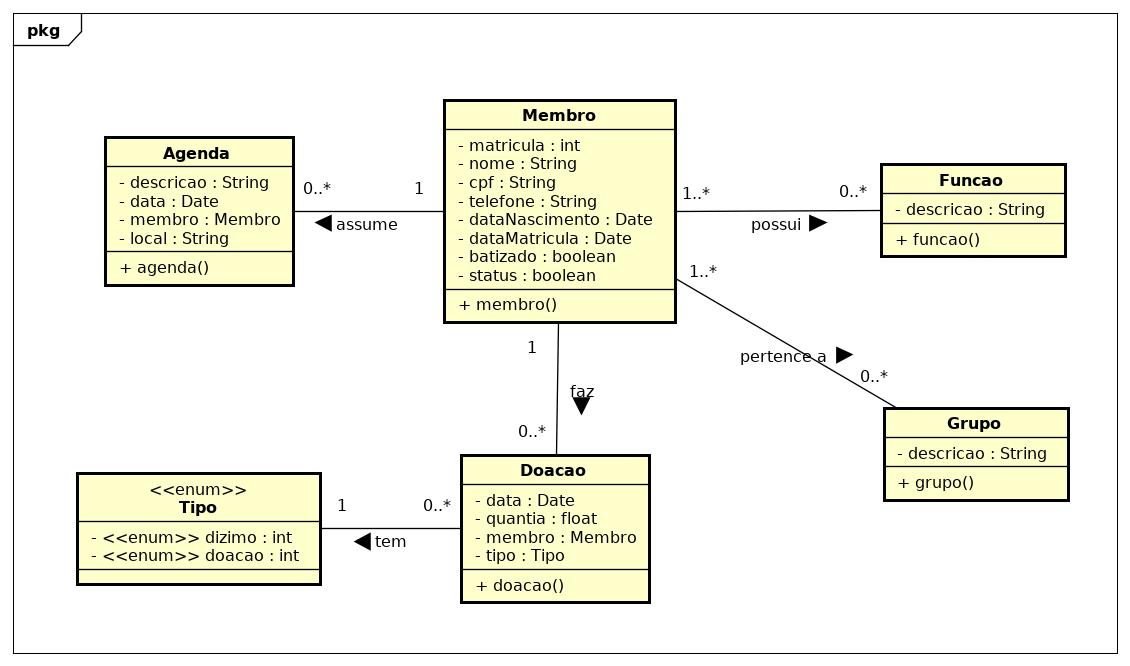 pkg
Membro
- matricula : int
- nome : String
- cpf : String
- telefone : String
- dataNascimento : Date
- dataMatricula : Date
- batizado : boolean
- status : boolean
+ membro()
Agenda
- descricao : String
- data : Date
- membro : Membro
- local : String
+ agenda()
0..*
1
assume
Funcao
- descricao : String
+ funcao()
1..*
0..*
possui
1..*
pertence a
0..*
Grupo
- descricao : String
+ grupo()
1
faz
0..*
Doacao
- data : Date
- quantia : float
- membro : Membro
- tipo : Tipo
+ doacao()
<<enum>>
Tipo
- <<enum>> dizimo : int
- <<enum>> doacao : int
1
0..*
tem